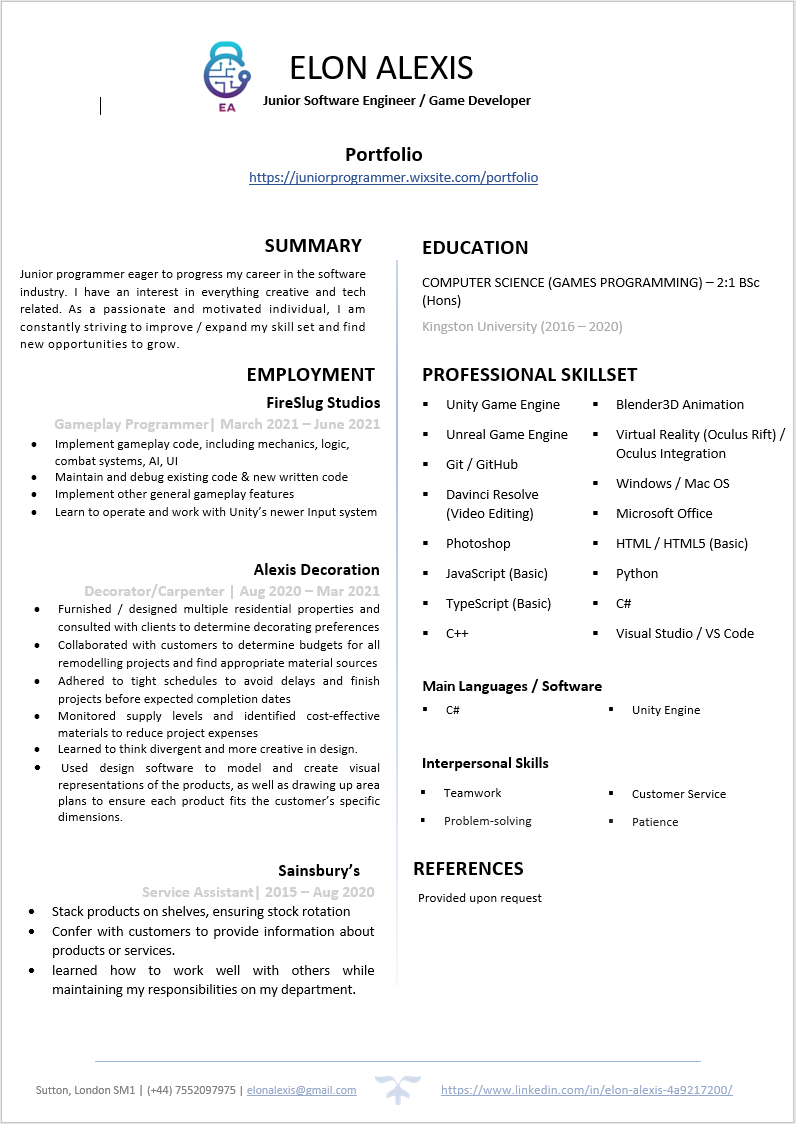 EA
ELON ALEXIS
Junior Software Engineer / Game Developer
Portfolio
https://juniorprogrammer.wixsite.com/portfolio
SUMMARY
Junior programmer eager to progress my career in the software
industry. I have an interest in everything creative and tech
related. As a passionate and motivated individual, I am
constantly striving to improve / expand my skill set and find
new opportunities to grow.
EMPLOYMENT
FireSlug Studios
Gameplay Programmer| March 2021 – June 2021
• Implement gameplay code, including mechanics, logic,
combat systems, AI, UI
• Maintain and debug existing code & new written code
• Implement other general gameplay features
• Learn to operate and work with Unity's newer Input system
Alexis Decoration
Decorator/Carpenter | Aug 2020 – Mar 2021
• Furnished / designed multiple residential properties and
consulted with clients to determine decorating preferences
• Collaborated with customers to determine budgets for all
remodelling projects and find appropriate material sources
• Adhered to tight schedules to avoid delays and finish
projects before expected completion dates
• Monitored supply levels and identified cost-effective
materials to reduce project expenses
• Learned to think divergent and more creative in design.
• Used design software to model and create visual
representations of the products, as well as drawing up area
plans to ensure each product fits the customer's specific
dimensions.
Sainsbury's
Service Assistant| 2015 – Aug 2020
• Stack products on shelves, ensuring stock rotation
• Confer with customers to provide information about
products or services.
• learned how to work well with others while
maintaining my responsibilities on my department.
EDUCATION
COMPUTER SCIENCE (GAMES PROGRAMMING) – 2:1 BSc
(Hons)
Kingston University (2016 – 2020)
PROFESSIONAL SKILLSET
▪ Unity Game Engine
▪ Unreal Game Engine
▪ Git / GitHub
▪ Davinci Resolve
(Video Editing)
▪ Photoshop
▪ JavaScript (Basic)
▪ TypeScript (Basic)
▪ C++
▪ Blender3D Animation
▪ Virtual Reality (Oculus Rift) /
Oculus Integration
▪ Windows / Mac OS
▪ Microsoft Office
▪ HTML / HTML5 (Basic)
▪ Python
▪ C#
▪ Visual Studio / VS Code
Main Languages / Software
▪ C#
▪ Unity Engine
Interpersonal Skills
▪ Teamwork
▪ Customer Service
▪ Problem-solving
▪ Patience
REFERENCES
Provided upon request
Sutton, London SM1 | (+44) 7552097975 | elonalexis@gmail.com
https://www.linkedin.com/in/elon-alexis-4a9217200/